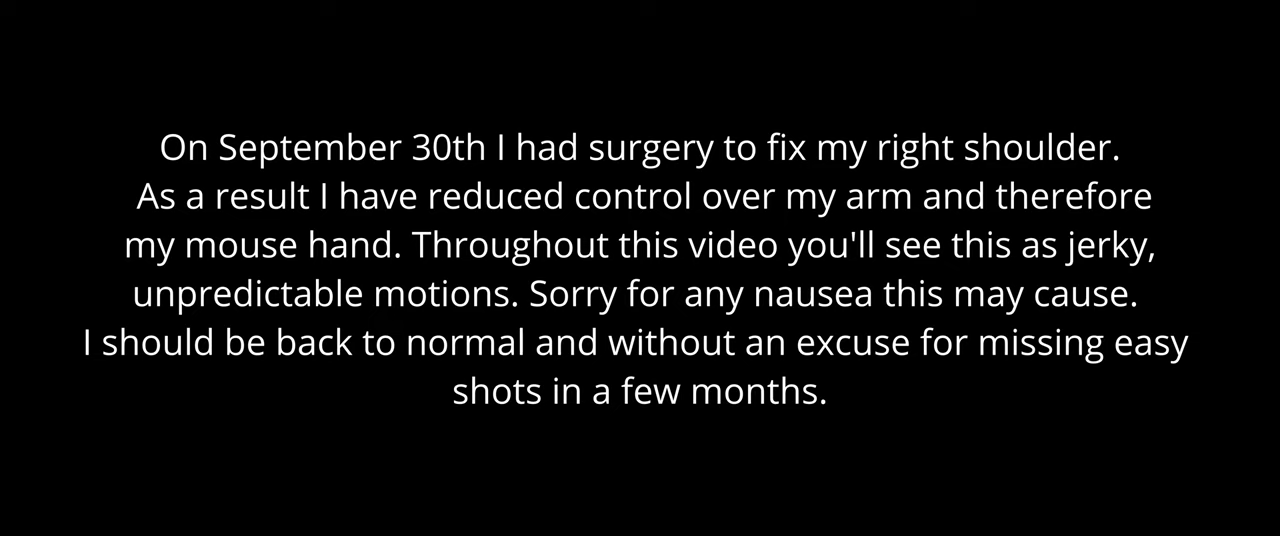 On September 30th I had surgery to fix my right shoulder.
As a result I have reduced control over my arm and therefore
my mouse hand. Throughout this video you'll see this as jerky,
unpredictable motions. Sorry for any nausea this may cause.
I should be back to normal and without an excuse for missing easy
shots in a few months.